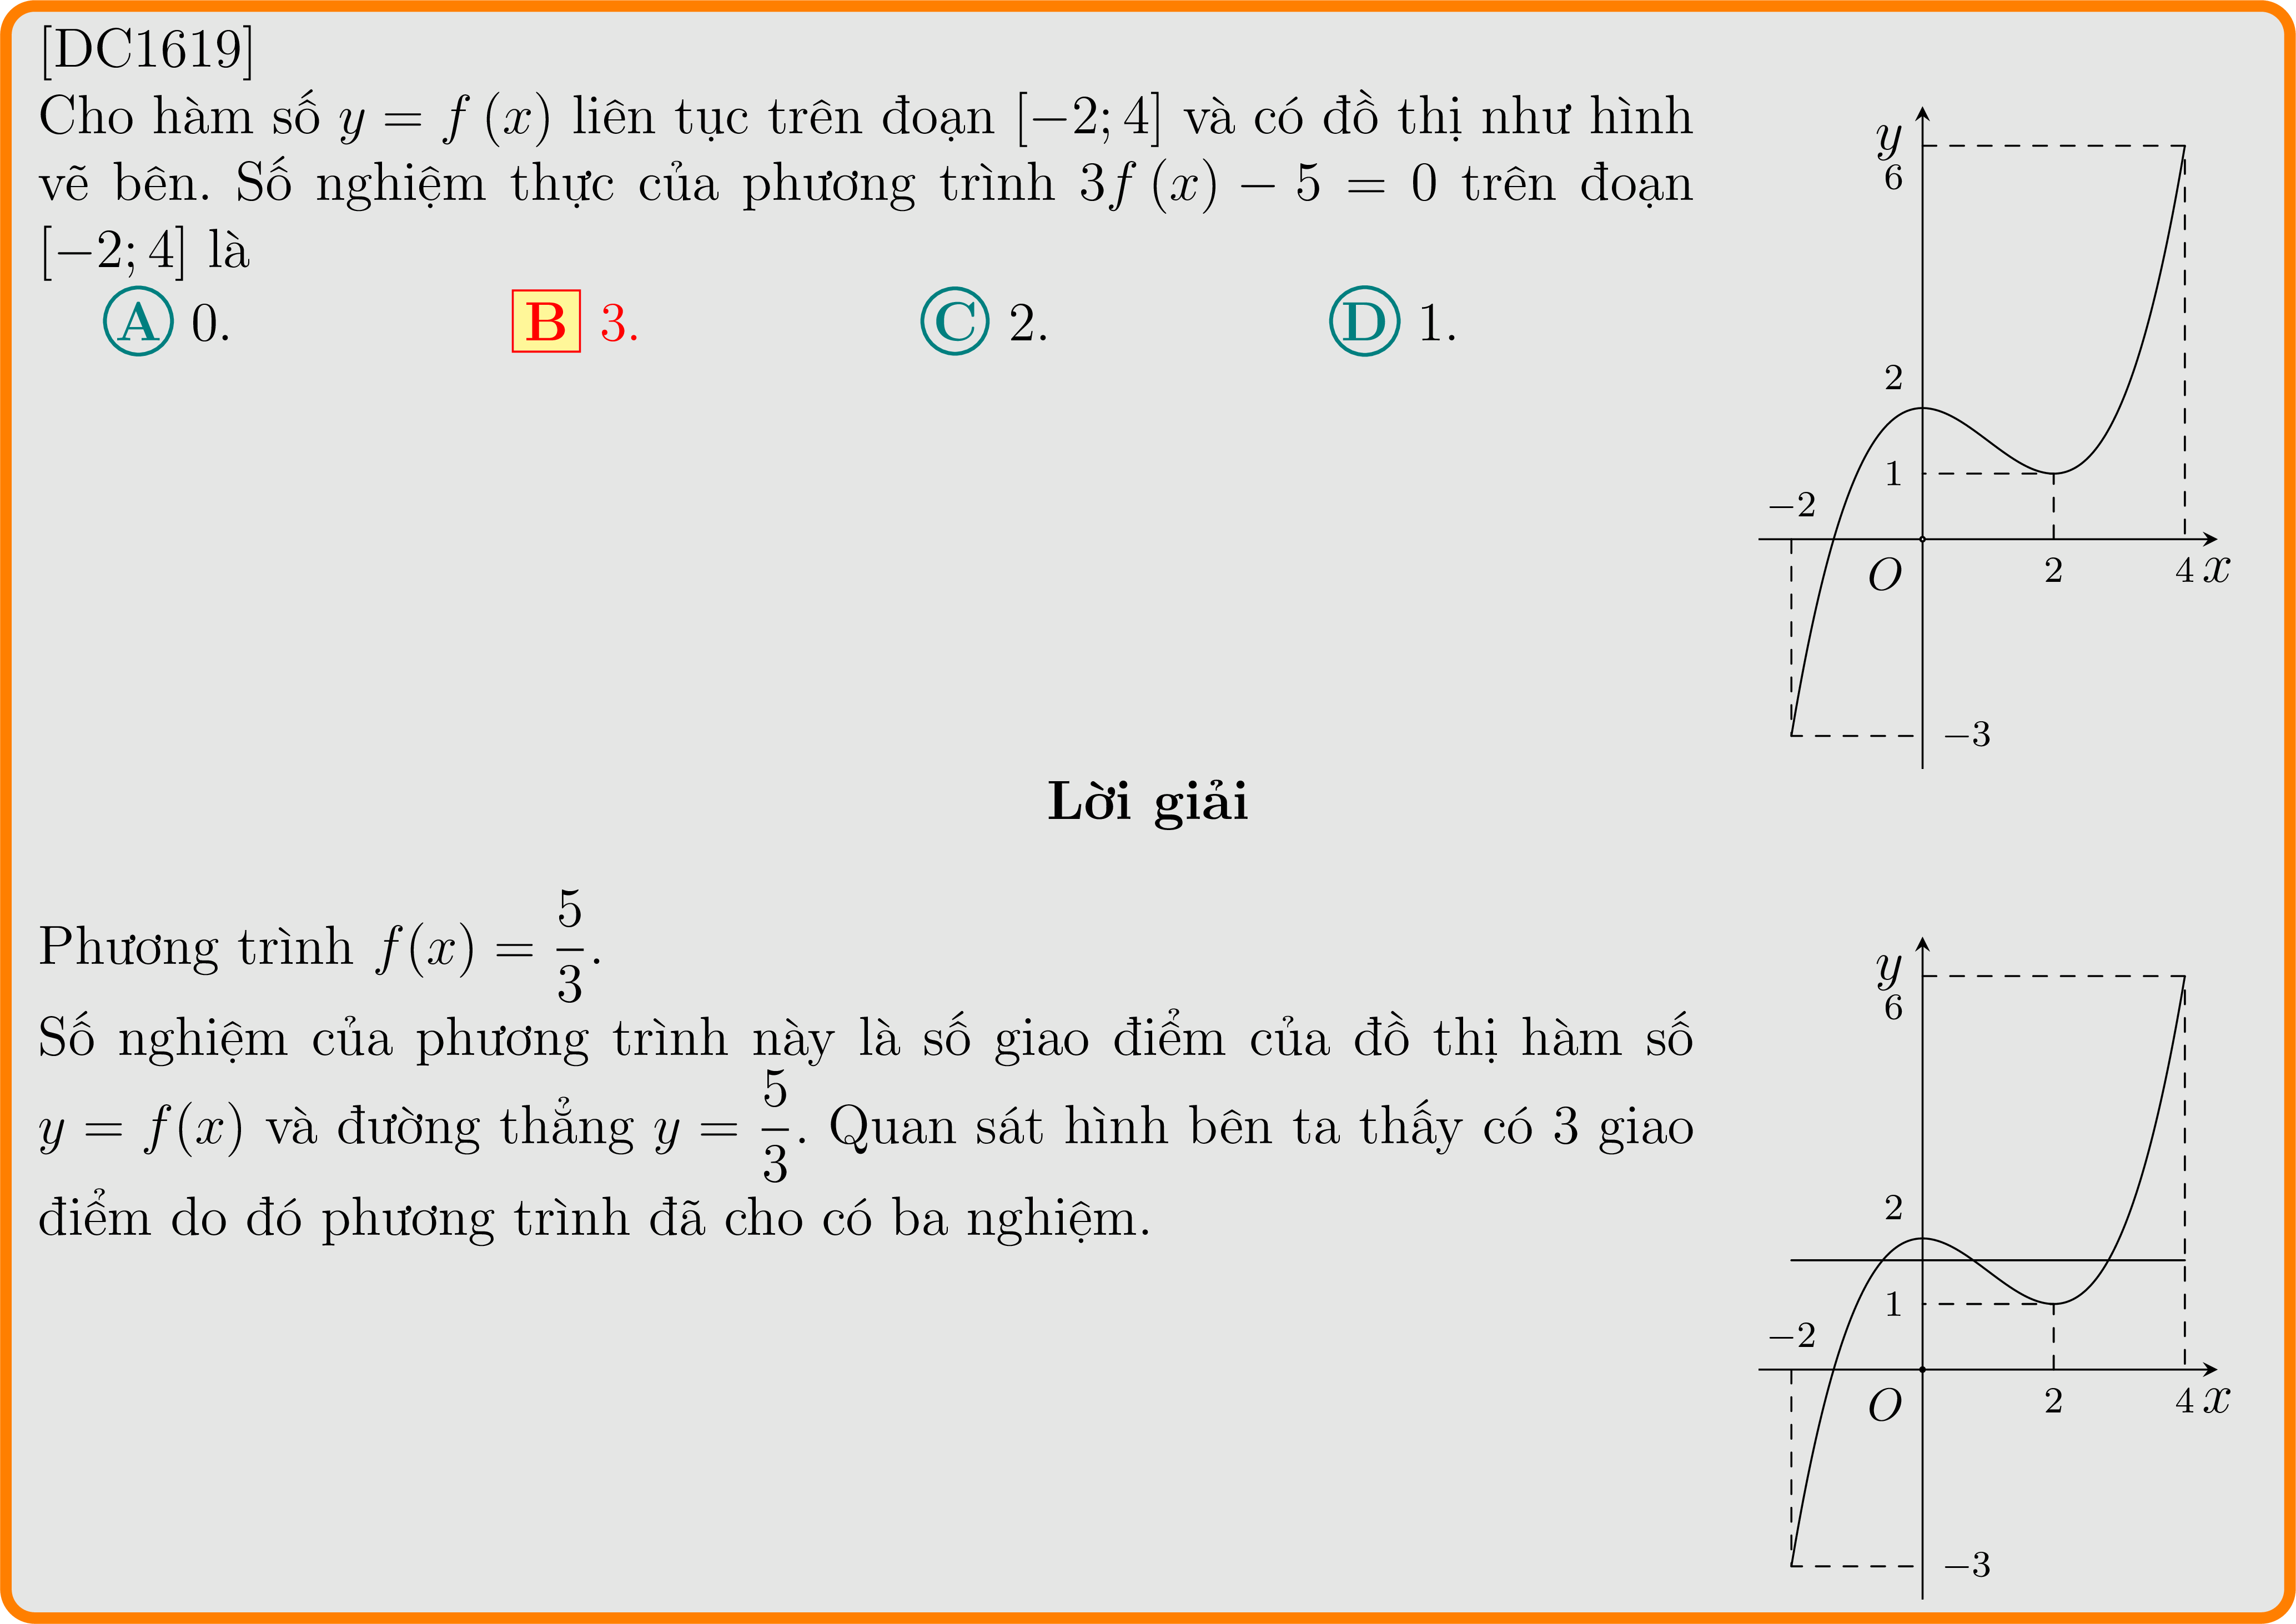 [DC1619]
Cho hàm số y = f (x) liên tục trên đoạn [−2; 4] và có đồ thị như hình
vẽ bên. Số nghiệm thực của phương trình 3f (x) − 5 = 0 trên đoạn
[−2; 4] là
A 0. B 3. C 2. D 1.
y
6
2
1
−2
O 2 4 x
−3
Lời giải
Phương trình f(x) = 5/3.
Số nghiệm của phương trình này là số giao điểm của đồ thị hàm số
y = f(x) và đường thẳng y = 5/3. Quan sát hình bên ta thấy có 3 giao
điểm do đó phương trình đã cho có ba nghiệm.
y
6
2
1
−2
O 2 4 x
−3